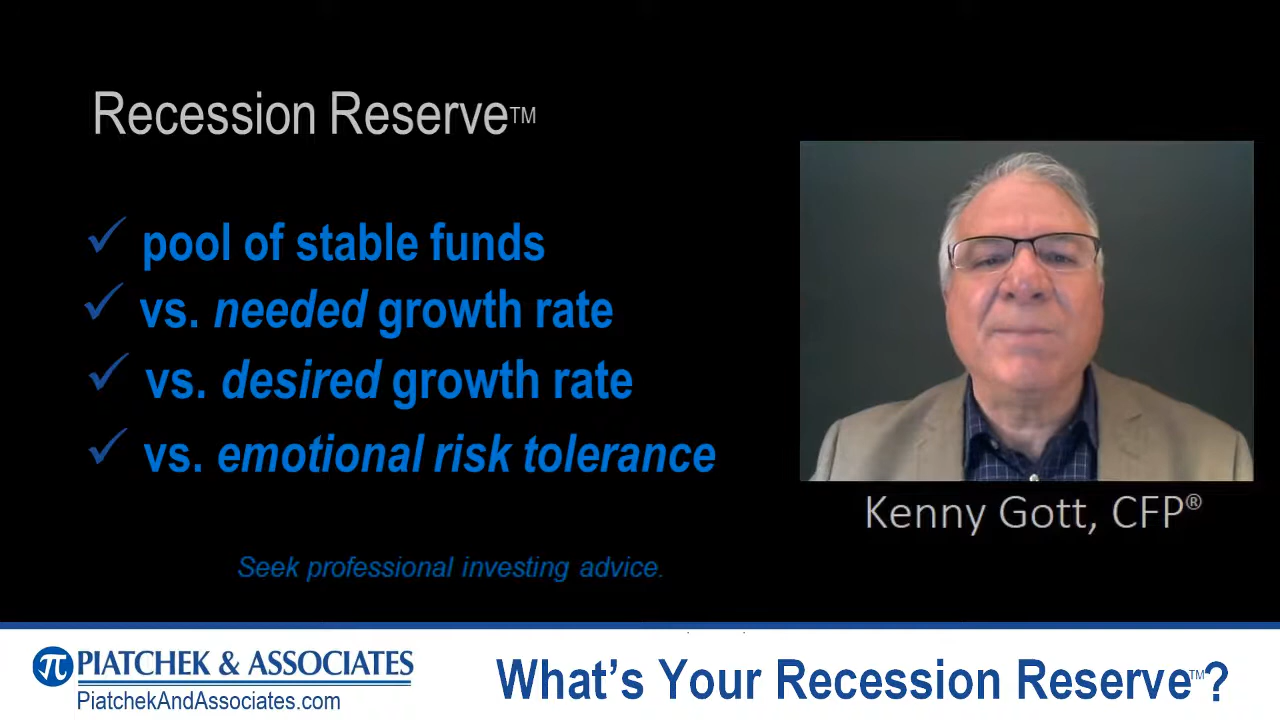 Recession Reserve™
✓ pool of stable funds
✓ vs. needed growth rate
✓ vs. desired growth rate
✓ vs. emotional risk tolerance
Seek professional investing advice.
Kenny Gott, CFP®
π PIATCHEK & ASSOCIATES
PiatchekAndAssociates.com
What's Your Recession Reserve™?